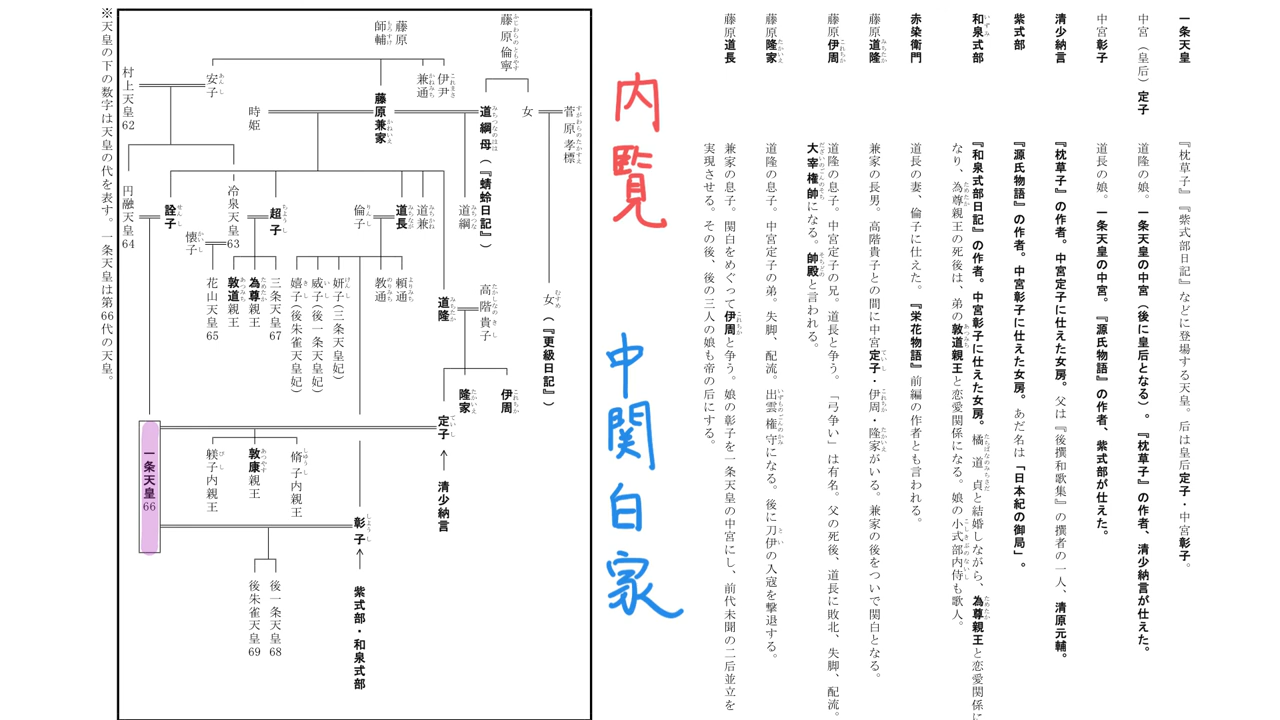 一条天皇
『枕草子』『紫式部日記』などに登場する天皇。后は皇后定子・中宮彰子。
中宮（皇后）定子
道隆の娘。一条天皇の中宮（後に皇后となる）。『枕草子』の作者、清少納言が仕えた。
中宮彰子
道長の娘。一条天皇の中宮。『源氏物語』の作者、紫式部が仕えた。
清少納言
『枕草子』の作者。中宮定子に仕えた女房。父は『後撰和歌集』の撰者の一人、清原元輔。
紫式部
『源氏物語』の作者。中宮彰子に仕えた女房。あだ名は「日本紀の御局」。
和泉式部
『和泉式部日記』の作者。中宮彰子に仕えた女房。橘道貞と結婚しながら、為尊親王と恋愛関係に
なり、為尊親王の死後は、弟の敦道親王と恋愛関係になる。娘の小式部内侍も歌人。
赤染衛門
道長の妻、倫子に仕えた。『栄花物語』前編の作者とも言われる。
藤原道隆
兼家の長男。高階貴子との間に中宮定子・伊周・隆家がいる。兼家の後をついで関白となる。
藤原伊周
道隆の息子。中宮定子の兄。道長と争う。「弓争い」は有名。父の死後、道長に敗北、失脚、配流。
大宰権帥になる。帥殿と言われる。
藤原隆家
道隆の息子。中宮定子の弟。失脚、配流。出雲権守になる。後に刀伊の入寇を撃退する。
藤原道長
兼家の息子。関白をめぐって伊周と争う。娘の彰子を一条天皇の中宮にし、前代未聞の二后並立を
実現させる。その後、後の三人の娘も帝の后にする。
内覧
中関白家
菅原孝標
女
女（『更級日記』）
藤原倫寧
道綱母（『蜻蛉日記』）
道綱
伊尹
兼通
藤原師輔
藤原兼家
安子
村上天皇62
時姫
高階貴子
道隆
伊周
隆家
定子
清少納言
道兼
道長
倫子
頼通
教通
妍子（三条天皇妃）
威子（後一条天皇妃）
嬉子（後朱雀天皇妃）
彰子
紫式部・和泉式部
超子
冷泉天皇63
懐子
三条天皇67
為尊親王
敦道親王
花山天皇65
詮子
円融天皇64
一条天皇66
脩子内親王
敦康親王
媄子内親王
後一条天皇68
後朱雀天皇69
※天皇の下の数字は天皇の代を表す。一条天皇は第66代の天皇。